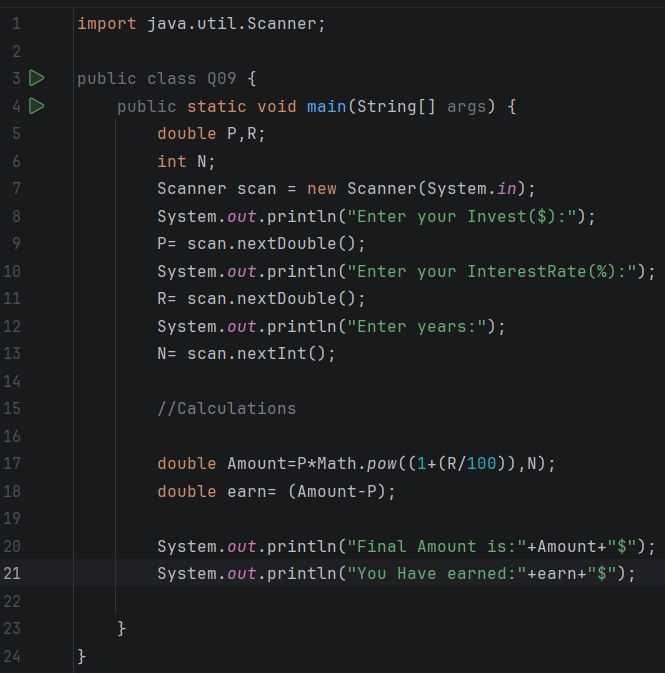 1 import java.util.Scanner;
2
3 public class Q09 {
4     public static void main(String[] args) {
5         double P,R;
6         int N;
7         Scanner scan = new Scanner(System.in);
8         System.out.println("Enter your Invest($):");
9         P= scan.nextDouble();
10         System.out.println("Enter your InterestRate(%):");
11         R= scan.nextDouble();
12         System.out.println("Enter years:");
13         N= scan.nextInt();
14
15         //Calculations
16
17         double Amount=P*Math.pow((1+(R/100)),N);
18         double earn= (Amount-P);
19
20         System.out.println("Final Amount is:"+Amount+"$");
21         System.out.println("You Have earned:"+earn+"$");
22
23     }
24 }